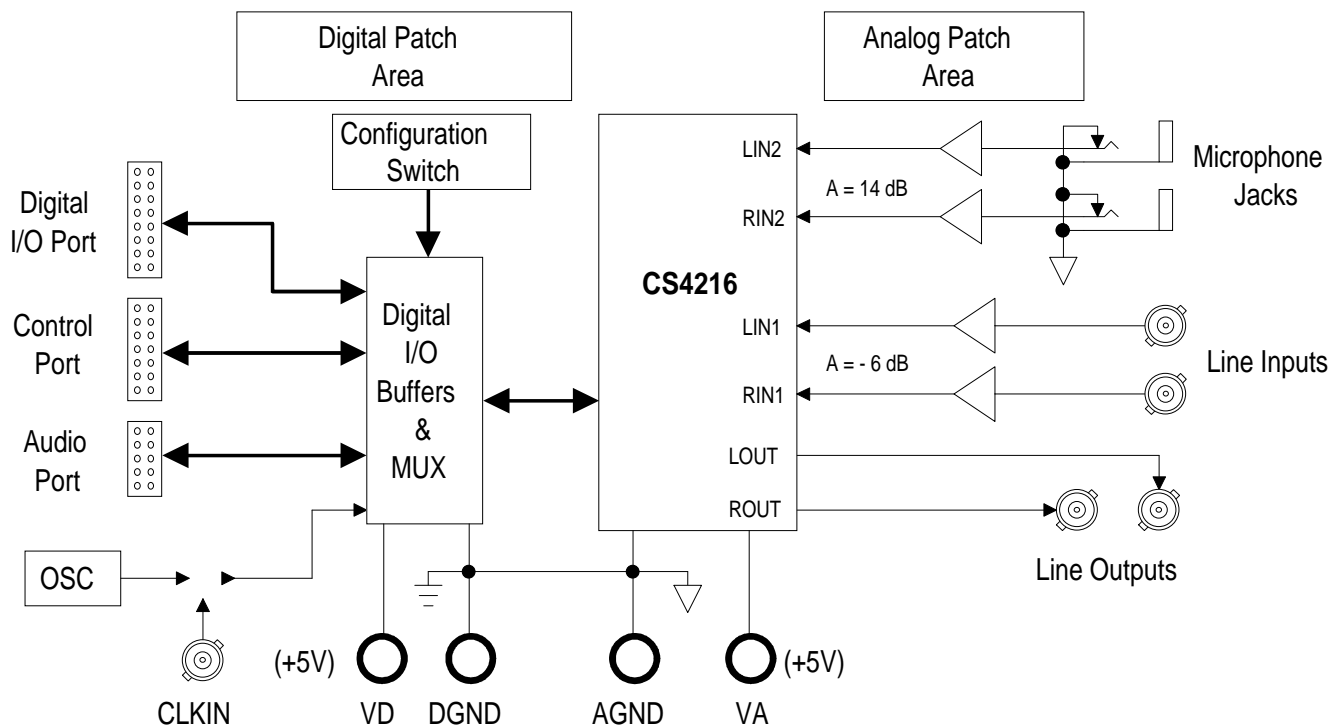 Digital Patch
Area
Analog Patch
Area
Configuration
Switch
LIN2
Microphone
Jacks
A = 14 dB
RIN2
Digital
I/O Port
CS4216
Digital
I/O
Buffers
&
MUX
Control
Port
LIN1
Line Inputs
A = - 6 dB
RIN1
Audio
Port
LOUT
ROUT
Line Outputs
OSC
(+5V)
(+5V)
CLKIN
VD
DGND
AGND
VA